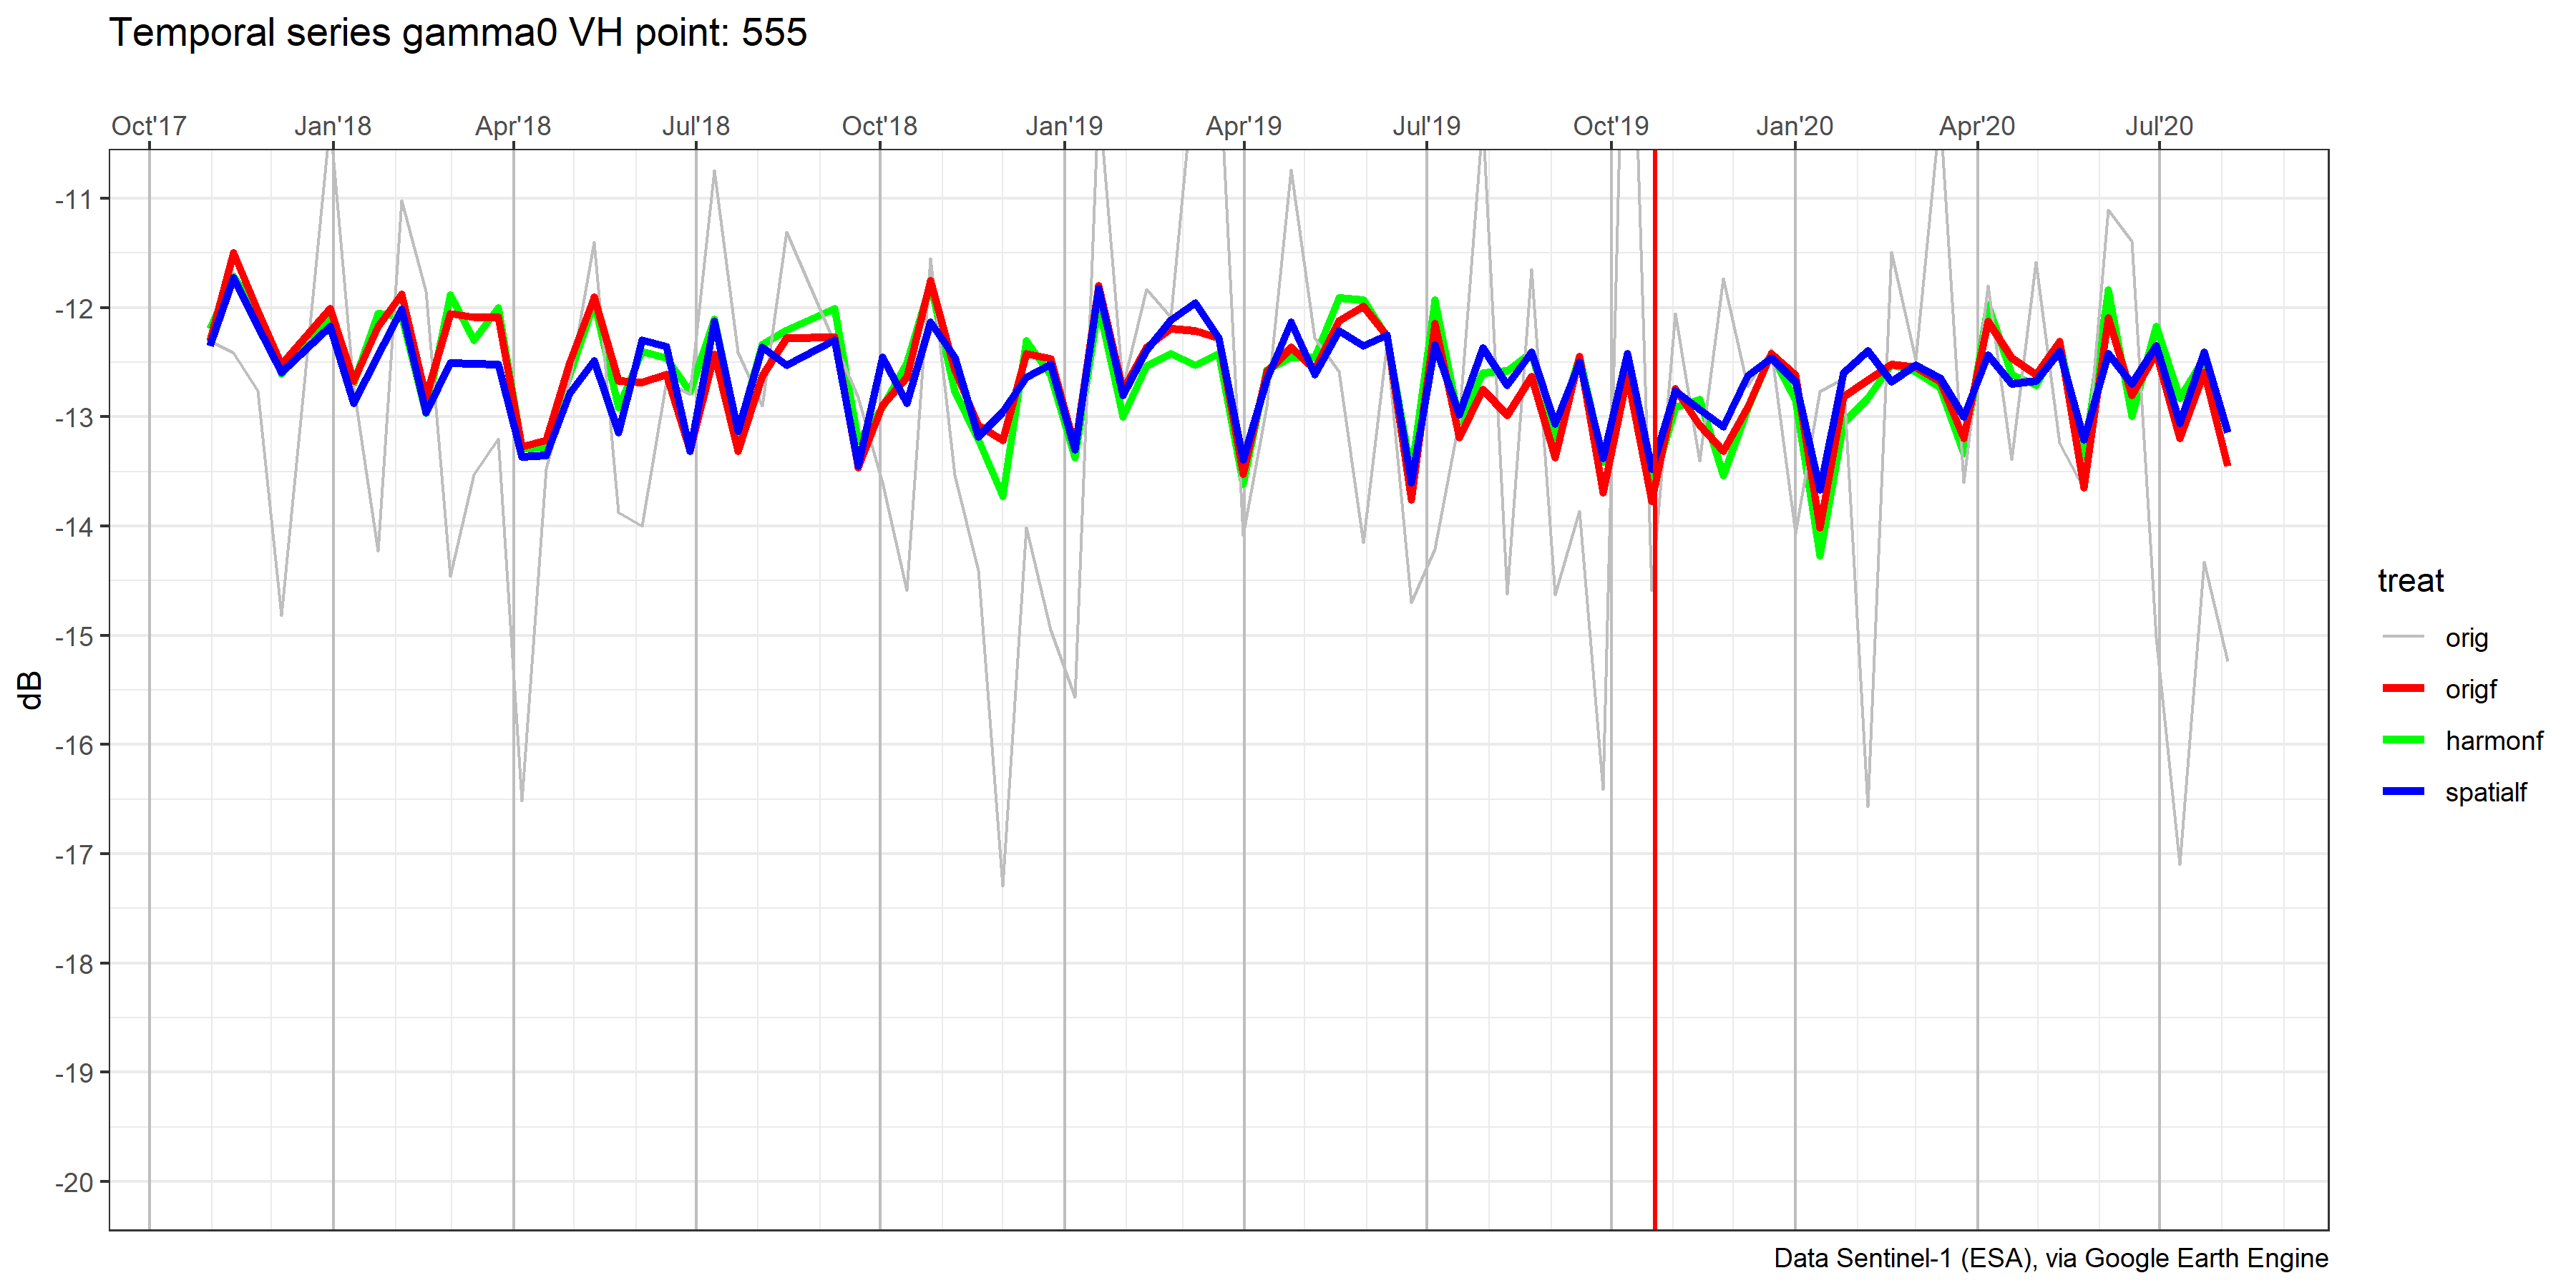 Temporal series gamma0 VH point: 555
Oct'17 Jan'18 Apr'18 Jul'18 Oct'18 Jan'19 Apr'19 Jul'19 Oct'19 Jan'20 Apr'20 Jul'20
-11
-12
-13
-14
-15
-16
-17
-18
-19
-20
dB
treat
orig
origf
harmonf
spatialf
Data Sentinel-1 (ESA), via Google Earth Engine